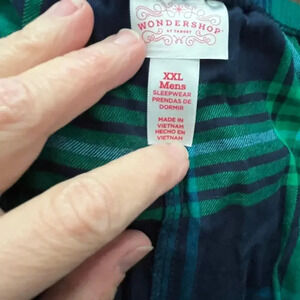 WONDERSHOP
AT TARGET
XXL
Mens
SLEEPWEAR
PRENDAS DE
DORMIR
MADE IN
VIETNAM
HECHO EN
VIETNAM